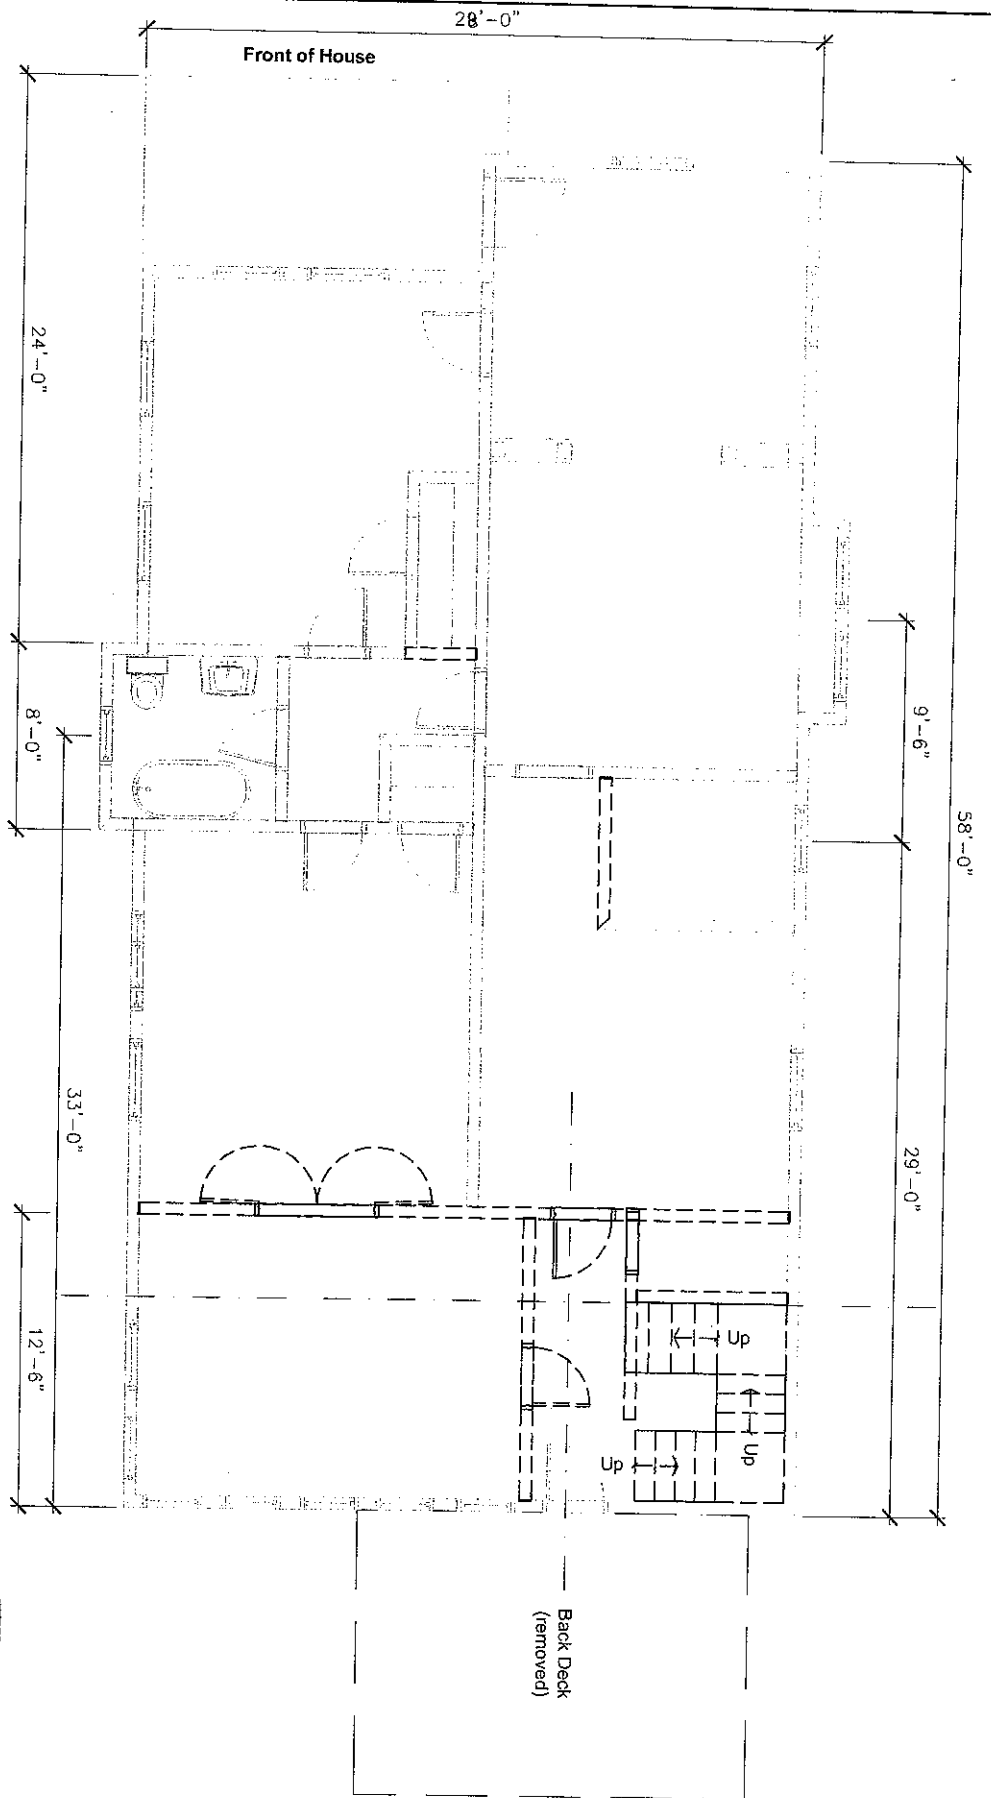 28'-0"
Front of House
24'-0"
8'-0"
33'-0"
12'-6"
9'-6"
58'-0"
29'-0"
Up
Up
Up
Back Deck
(removed)